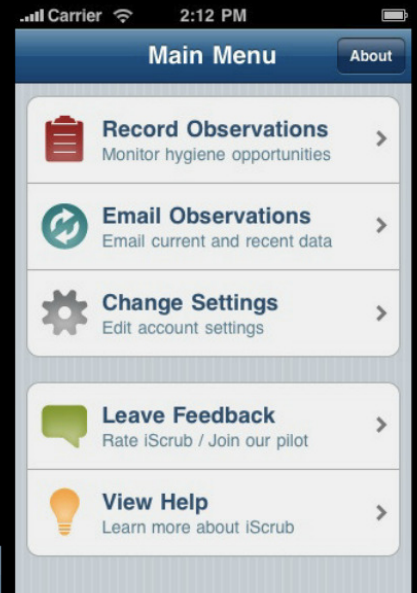 iCarrier 2:12 PM
Main Menu About
Record Observations
Monitor hygiene opportunities
Email Observations
Email current and recent data
Change Settings
Edit account settings
Leave Feedback
Rate iScrub / Join our pilot
View Help
Learn more about iScrub